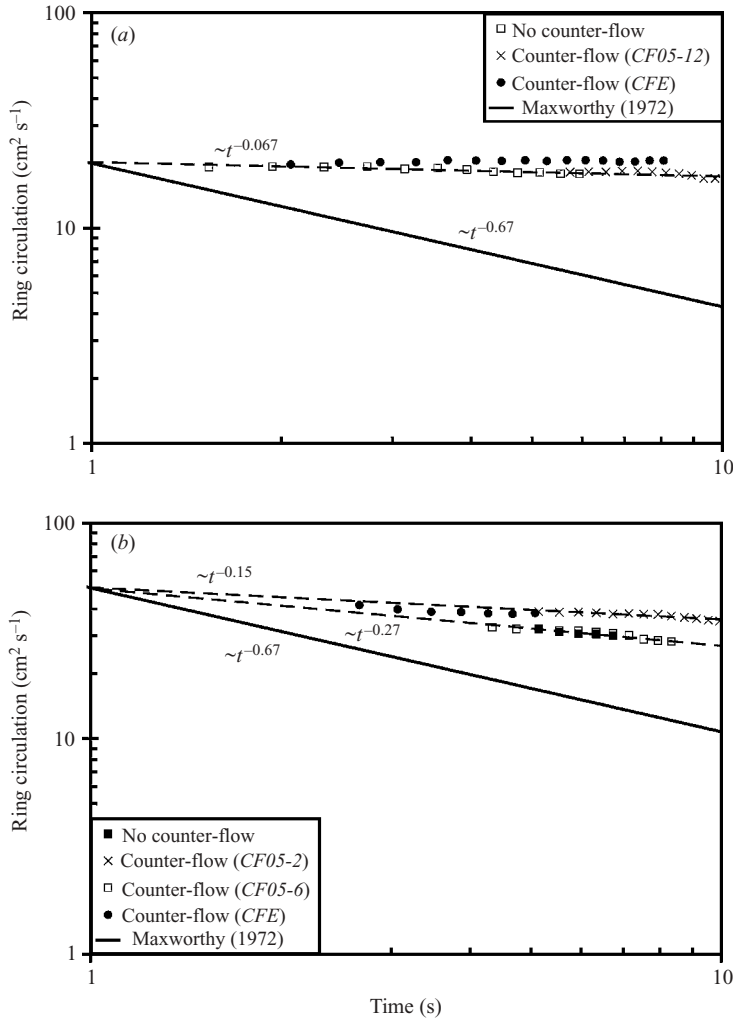 100
(a)
No counter-flow
Counter-flow (CF05-12)
Counter-flow (CFE)
Maxworthy (1972)
~t^−0.067
Ring circulation (cm² s⁻¹)
10
~t^−0.67
1
1
10
100
(b)
~t^−0.15
~t^−0.27
~t^−0.67
Ring circulation (cm² s⁻¹)
10
No counter-flow
Counter-flow (CF05-2)
Counter-flow (CF05-6)
Counter-flow (CFE)
Maxworthy (1972)
1
1
10
Time (s)